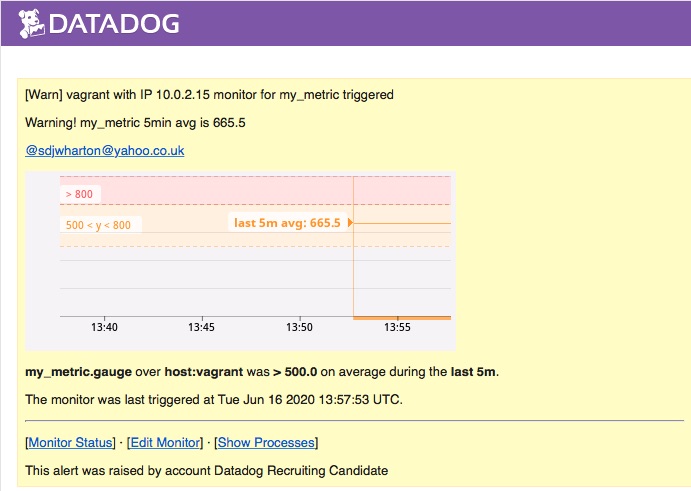 DATADOG
[Warn] vagrant with IP 10.0.2.15 monitor for my_metric triggered
Warning! my_metric 5min avg is 665.5
@sdjwharton@yahoo.co.uk
> 800
500 < y < 800
last 5m avg: 665.5
13:40 13:45 13:50 13:55
my_metric.gauge over host:vagrant was > 500.0 on average during the last 5m.
The monitor was last triggered at Tue Jun 16 2020 13:57:53 UTC.
[Monitor Status] · [Edit Monitor] · [Show Processes]
This alert was raised by account Datadog Recruiting Candidate